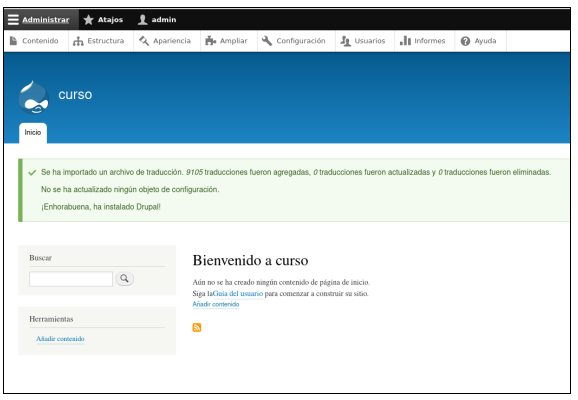 Administrar Atajos admin
Contenido Estructura Apariencia Ampliar Configuración Usuarios Informes Ayuda
curso
Inicio
Se ha importado un archivo de traducción. 9105 traducciones fueron agregadas, 0 traducciones fueron actualizadas y 0 traducciones fueron eliminadas.
No se ha actualizado ningún objeto de configuración.
¡Enhorabuena, ha instalado Drupal!
Buscar
Herramientas
Añadir contenido
Bienvenido a curso
Aún no se ha creado ningún contenido de página de inicio.
Siga laGuía del usuario para comenzar a construir su sitio.
Añadir contenido